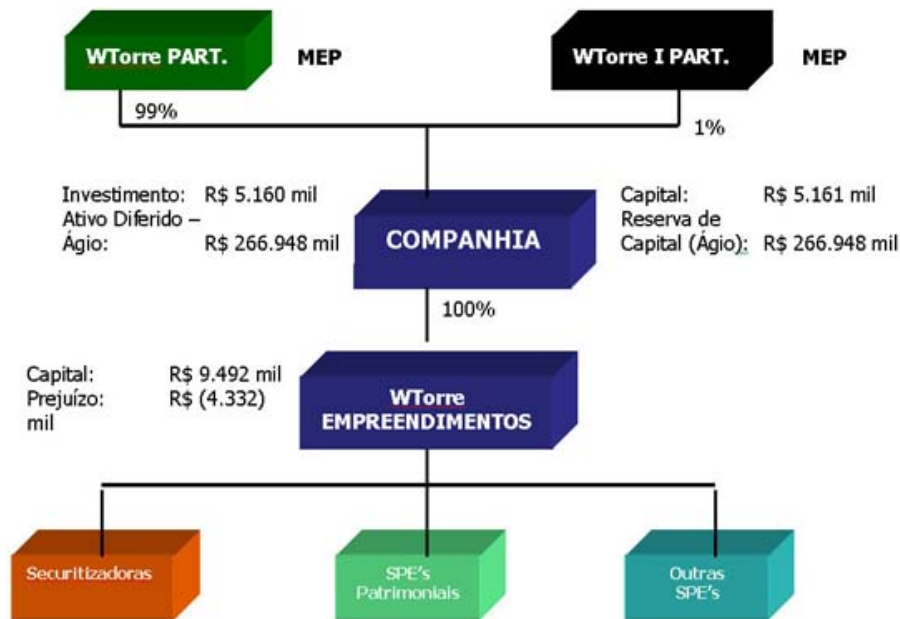 WTorre PART.
MEP
WTorre I PART.
MEP
99%
1%
Investimento: R$ 5.160 mil
Ativo Diferido –
Ágio: R$ 266.948 mil
COMPANHIA
Capital: R$ 5.161 mil
Reserva de
Capital (Ágio): R$ 266.948 mil
100%
Capital: R$ 9.492 mil
Prejuízo: R$ (4.332)
mil
WTorre
EMPREENDIMENTOS
Securitizadoras
SPE's
Patrimoniais
Outras
SPE's